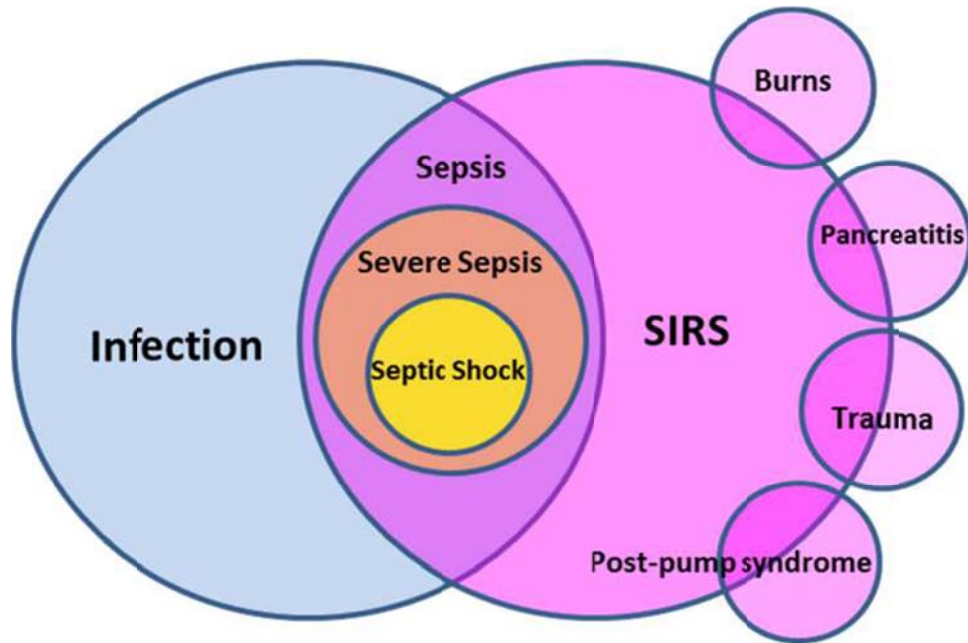 Burns
Sepsis
Pancreatitis
Severe Sepsis
Infection
SIRS
Septic Shock
Trauma
Post-pump syndrome